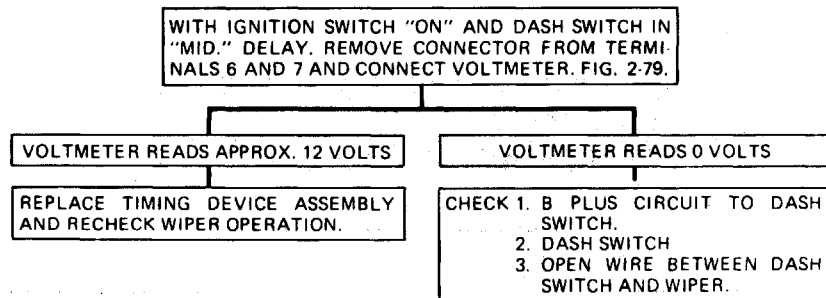 WITH IGNITION SWITCH "ON" AND DASH SWITCH IN
"MID." DELAY. REMOVE CONNECTOR FROM TERMI-
NALS 6 AND 7 AND CONNECT VOLTMETER. FIG. 2-79.
VOLTMETER READS APPROX. 12 VOLTS
REPLACE TIMING DEVICE ASSEMBLY
AND RECHECK WIPER OPERATION.
VOLTMETER READS 0 VOLTS
CHECK 1. B PLUS CIRCUIT TO DASH
SWITCH.
2. DASH SWITCH
3. OPEN WIRE BETWEEN DASH
SWITCH AND WIPER.